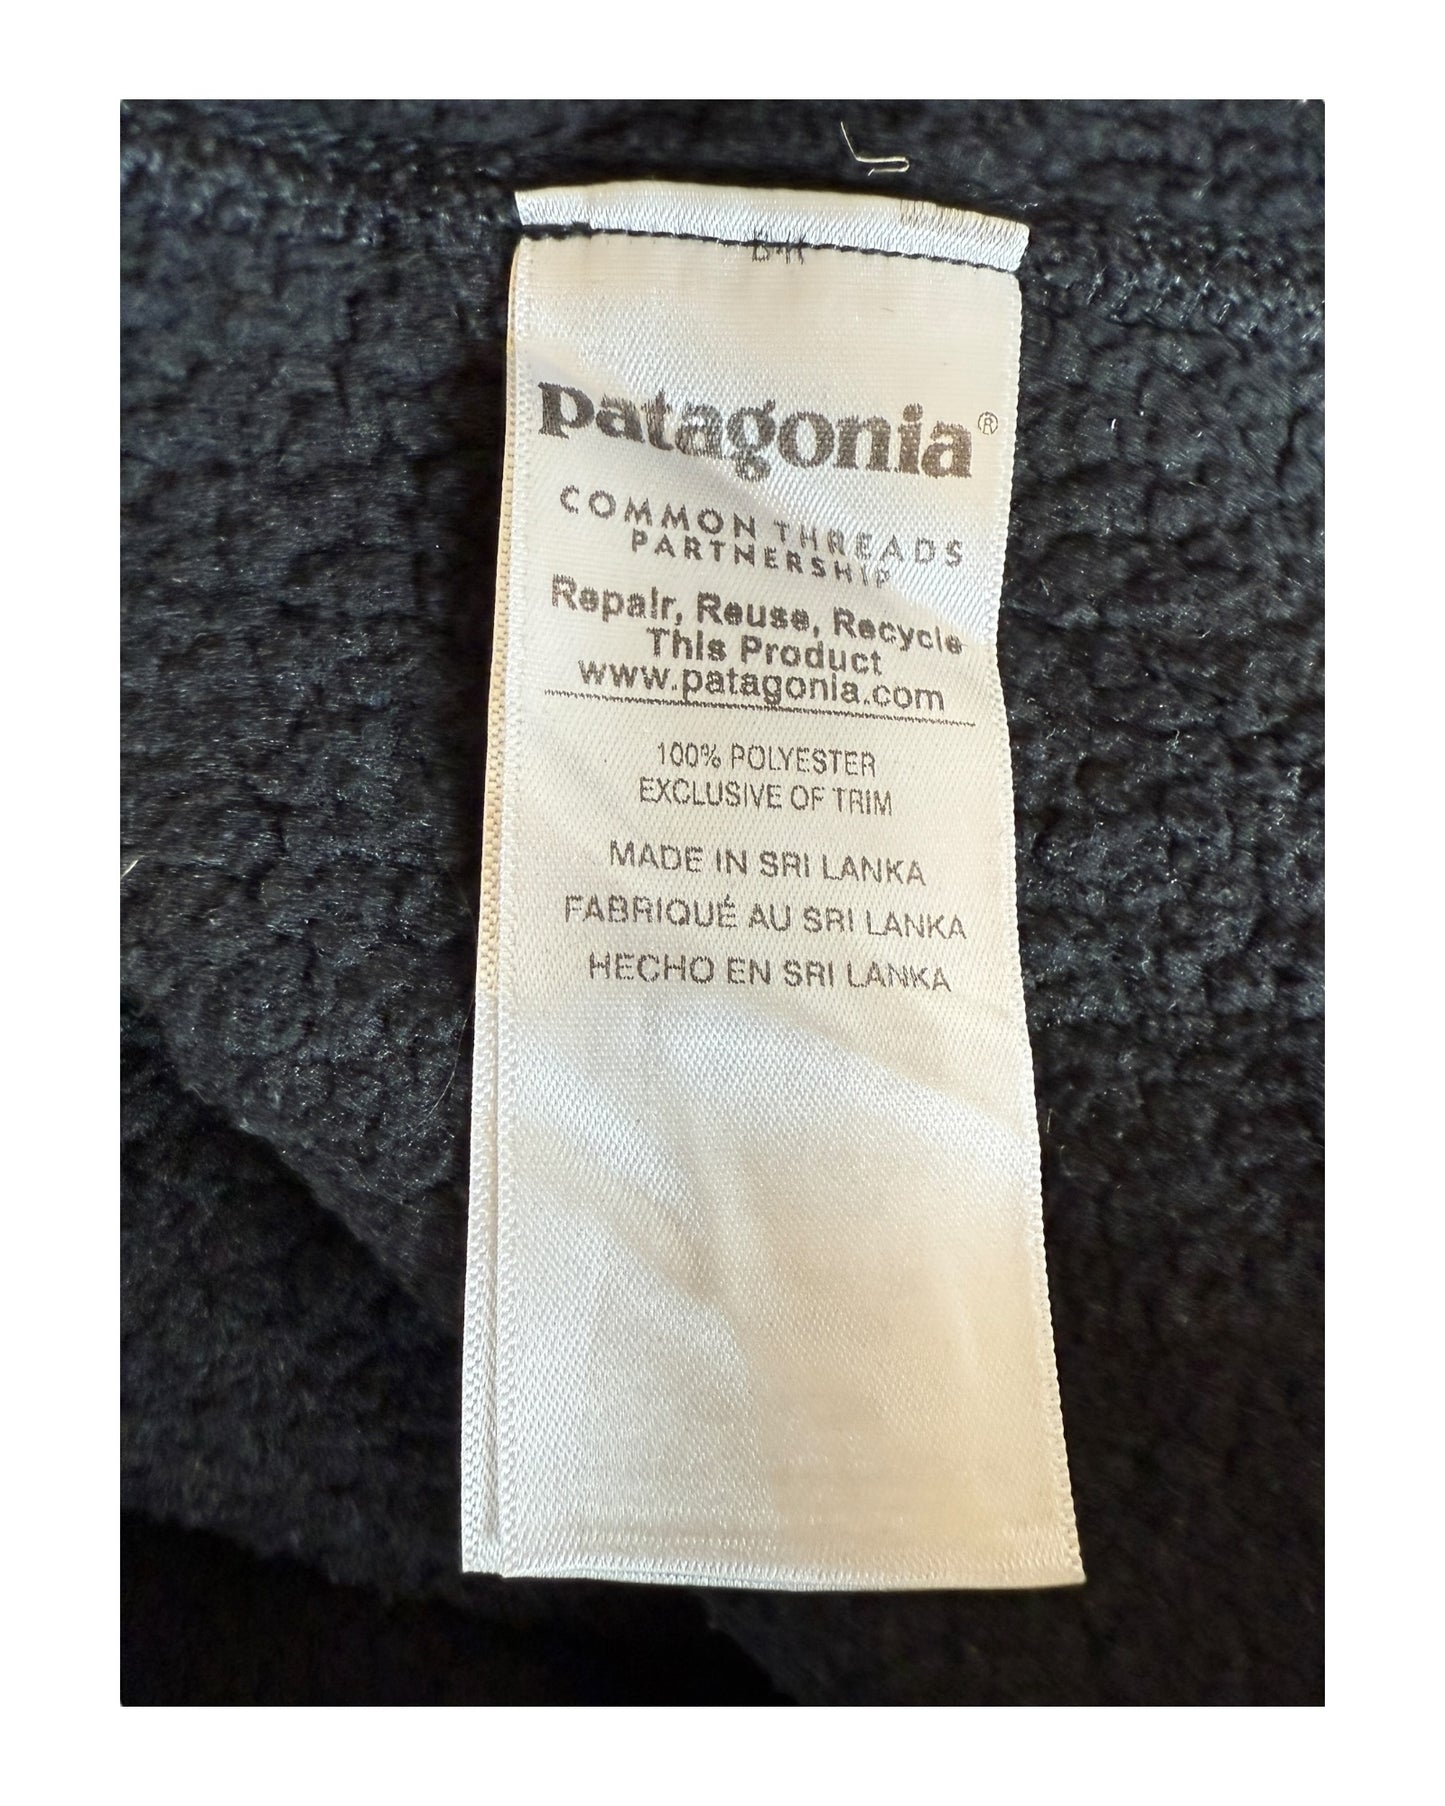 patagonia®
COMMON THREADS
PARTNERSHIP
Repair, Reuse, Recycle
This Product
www.patagonia.com
100% POLYESTER
EXCLUSIVE OF TRIM
MADE IN SRI LANKA
FABRIQUÉ AU SRI LANKA
HECHO EN SRI LANKA